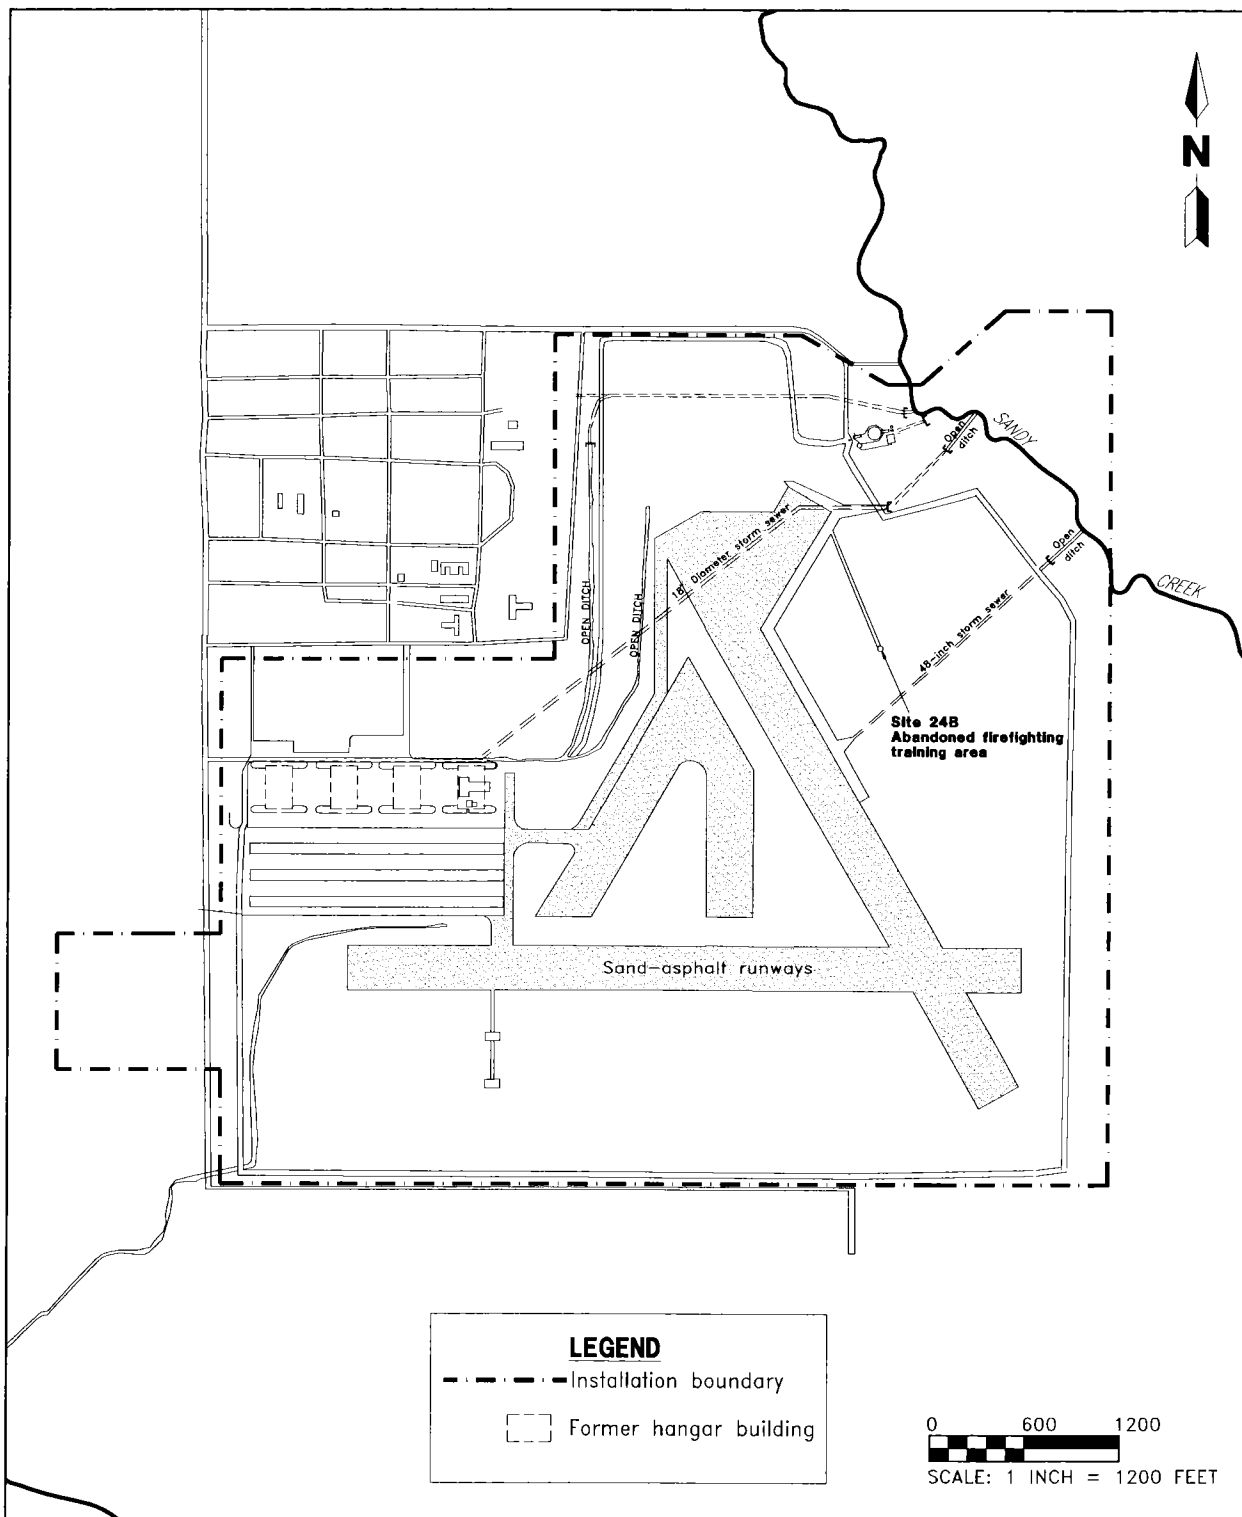 N
SANDY
Open
ditch
CREEK
Open
ditch
18" Diameter storm sewer
48-inch storm sewer
OPEN DITCH
OPEN DITCH
Site 24B
Abandoned firefighting
training area
Sand-asphalt runways
LEGEND
Installation boundary
Former hangar building
0 600 1200
SCALE: 1 INCH = 1200 FEET